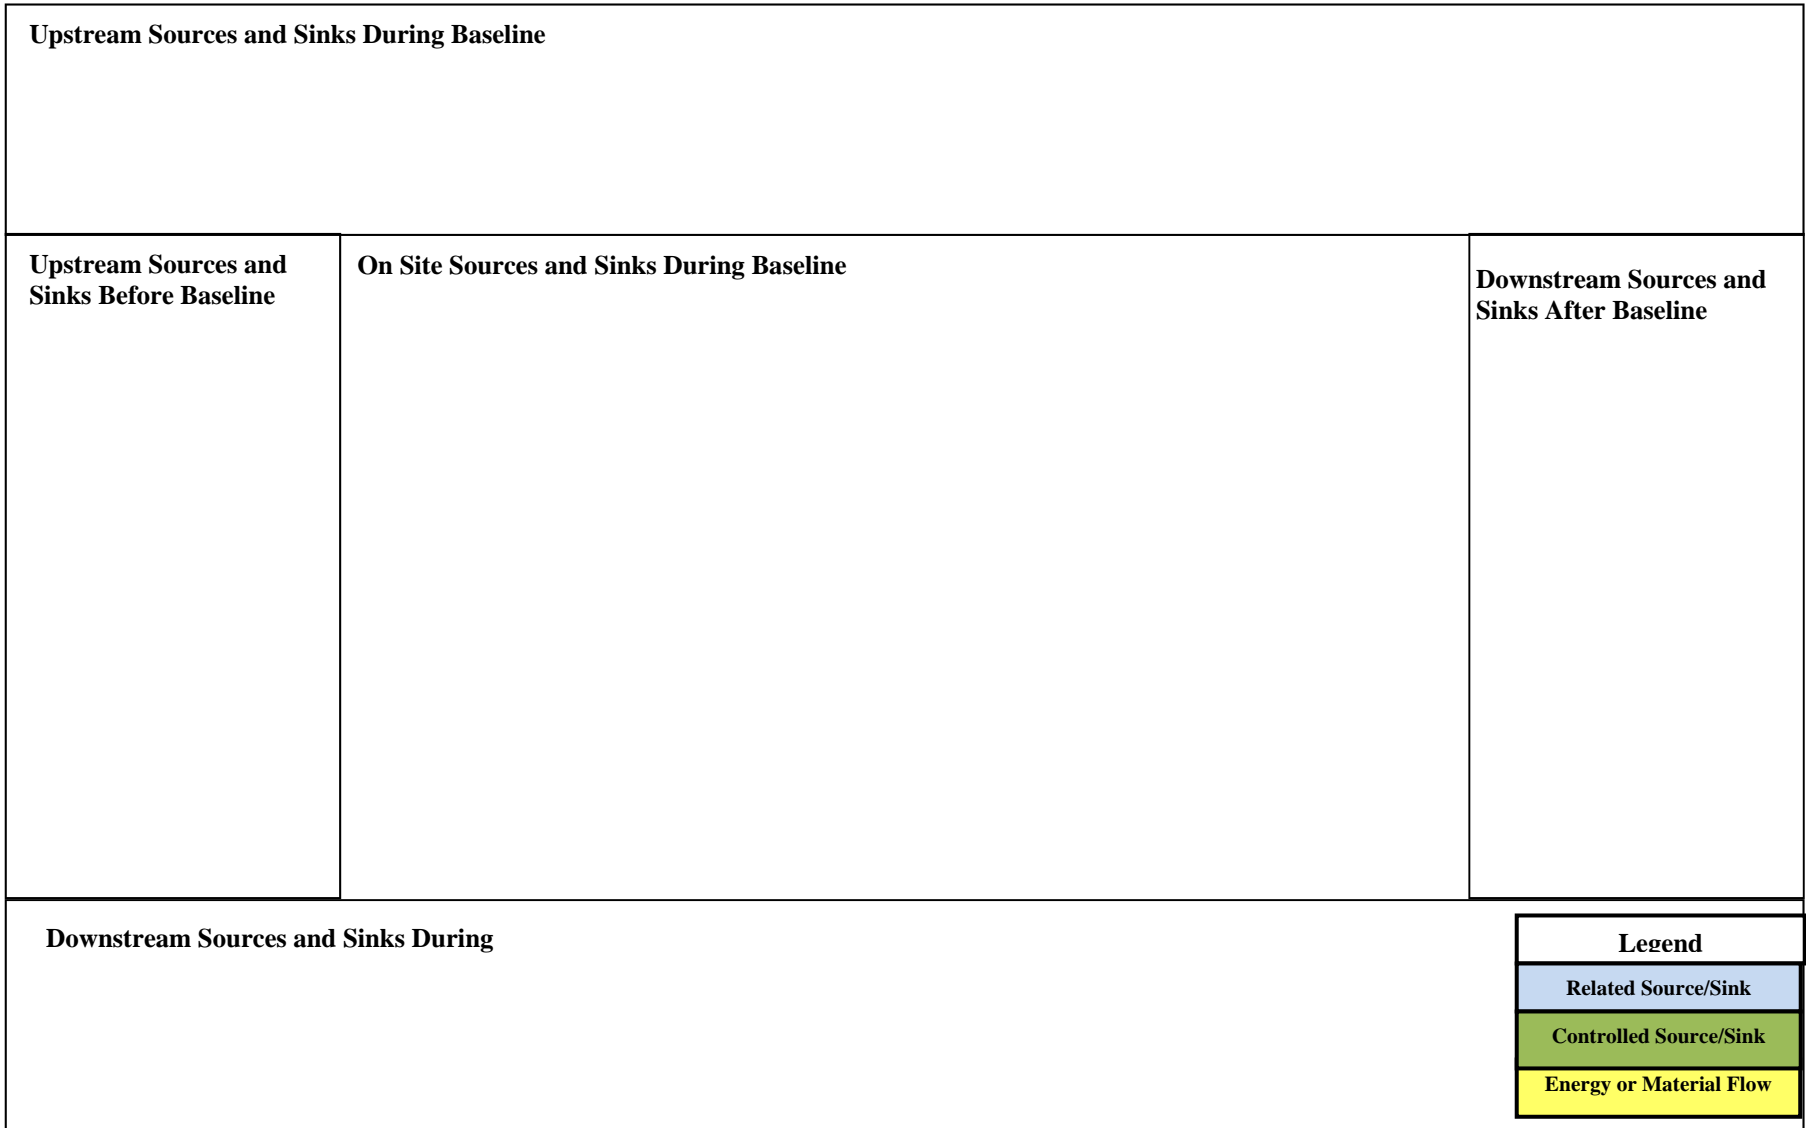 Upstream Sources and Sinks During Baseline
Upstream Sources and
Sinks Before Baseline
On Site Sources and Sinks During Baseline
Downstream Sources and
Sinks After Baseline
Downstream Sources and Sinks During
Legend
Related Source/Sink
Controlled Source/Sink
Energy or Material Flow